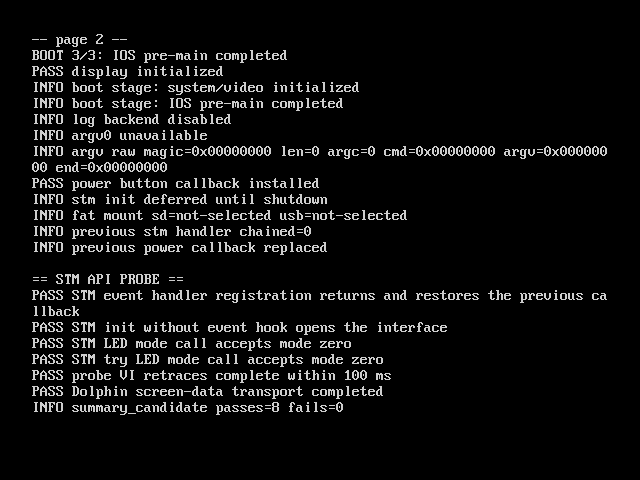 -- page 2 --
BOOT 3/3: IOS pre-main completed
PASS display initialized
INFO boot stage: system/video initialized
INFO boot stage: IOS pre-main completed
INFO log backend disabled
INFO argv0 unavailable
INFO argv raw magic=0x00000000 len=0 argc=0 cmd=0x00000000 argv=0x000000
00 end=0x00000000
PASS power button callback installed
INFO stm init deferred until shutdown
INFO fat mount sd=not-selected usb=not-selected
INFO previous stm handler chained=0
INFO previous power callback replaced
== STM API PROBE ==
PASS STM event handler registration returns and restores the previous ca
llback
PASS STM init without event hook opens the interface
PASS STM LED mode call accepts mode zero
PASS STM try LED mode call accepts mode zero
PASS probe VI retraces complete within 100 ms
PASS Dolphin screen-data transport completed
INFO summary_candidate passes=8 fails=0